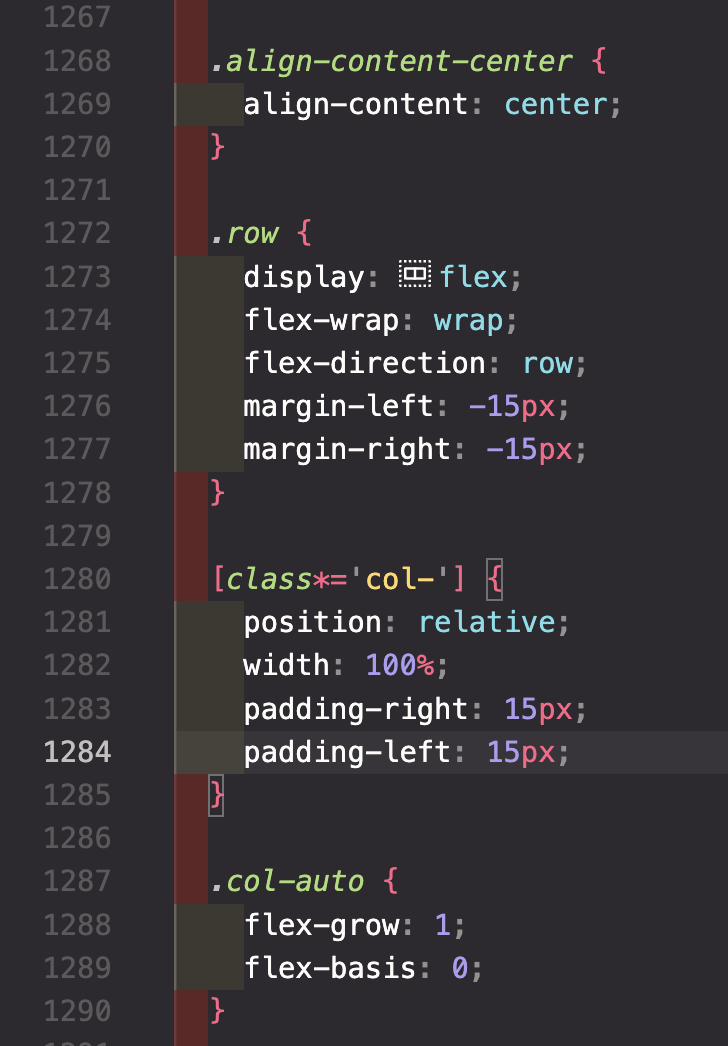 1267
1268 .align-content-center {
1269 align-content: center;
1270 }
1271
1272 .row {
1273 display: flex;
1274 flex-wrap: wrap;
1275 flex-direction: row;
1276 margin-left: -15px;
1277 margin-right: -15px;
1278 }
1279
1280 [class*='col-'] {
1281 position: relative;
1282 width: 100%;
1283 padding-right: 15px;
1284 padding-left: 15px;
1285 }
1286
1287 .col-auto {
1288 flex-grow: 1;
1289 flex-basis: 0;
1290 }